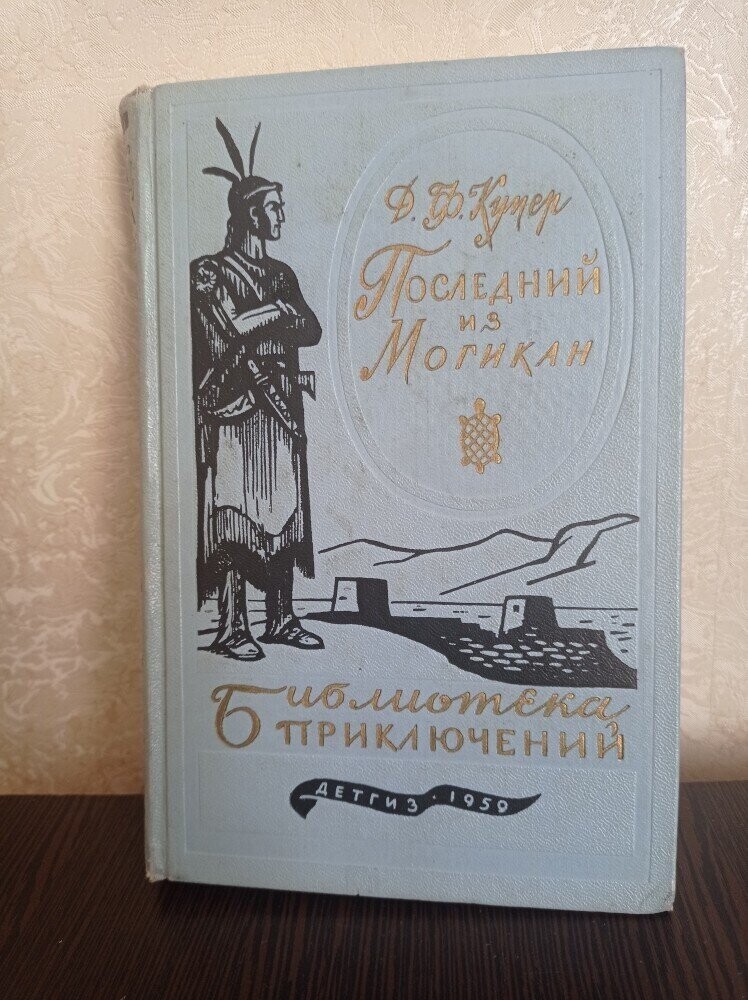 Д. Ф. Купер
Последний
из
Могикан
Библиотека
приключений
ДЕТГИЗ · 1959